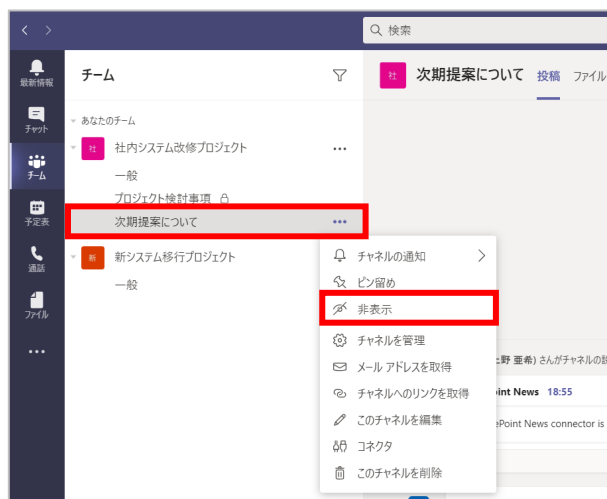 検索
最新情報
チャット
チーム
予定表
通話
ファイル
チーム
あなたのチーム
社 社内システム改修プロジェクト
一般
プロジェクト検討事項
次期提案について
新 新システム移行プロジェクト
一般
社 次期提案について 投稿 ファイル
チャネルの通知
ピン留め
非表示
チャネルを管理
メール アドレスを取得
チャネルへのリンクを取得
このチャネルを編集
コネクタ
このチャネルを削除
野 亜希) さんがチャネルの説
int News 18:55
ePoint News connector is